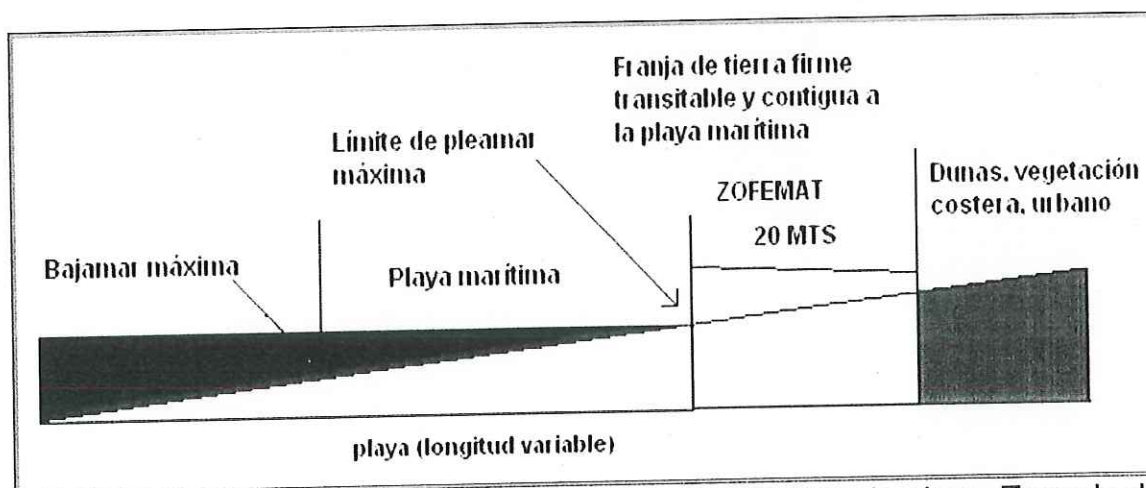 Franja de tierra firme
transitable y contigua a
la playa marítima
Límite de pleamar
máxima
ZOFEMAT
20 MTS
Dunas, vegetación
costera, urbano
Bajamar máxima
Playa marítima
playa (longitud variable)